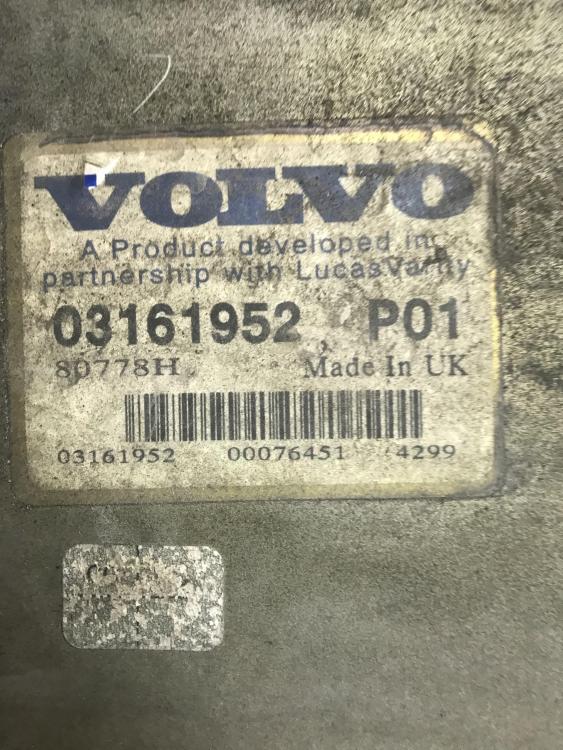 VOLVO
A Product developed in
partnership with LucasVarity
03161952 P01
80778H Made In UK
03161952 00076451 4299